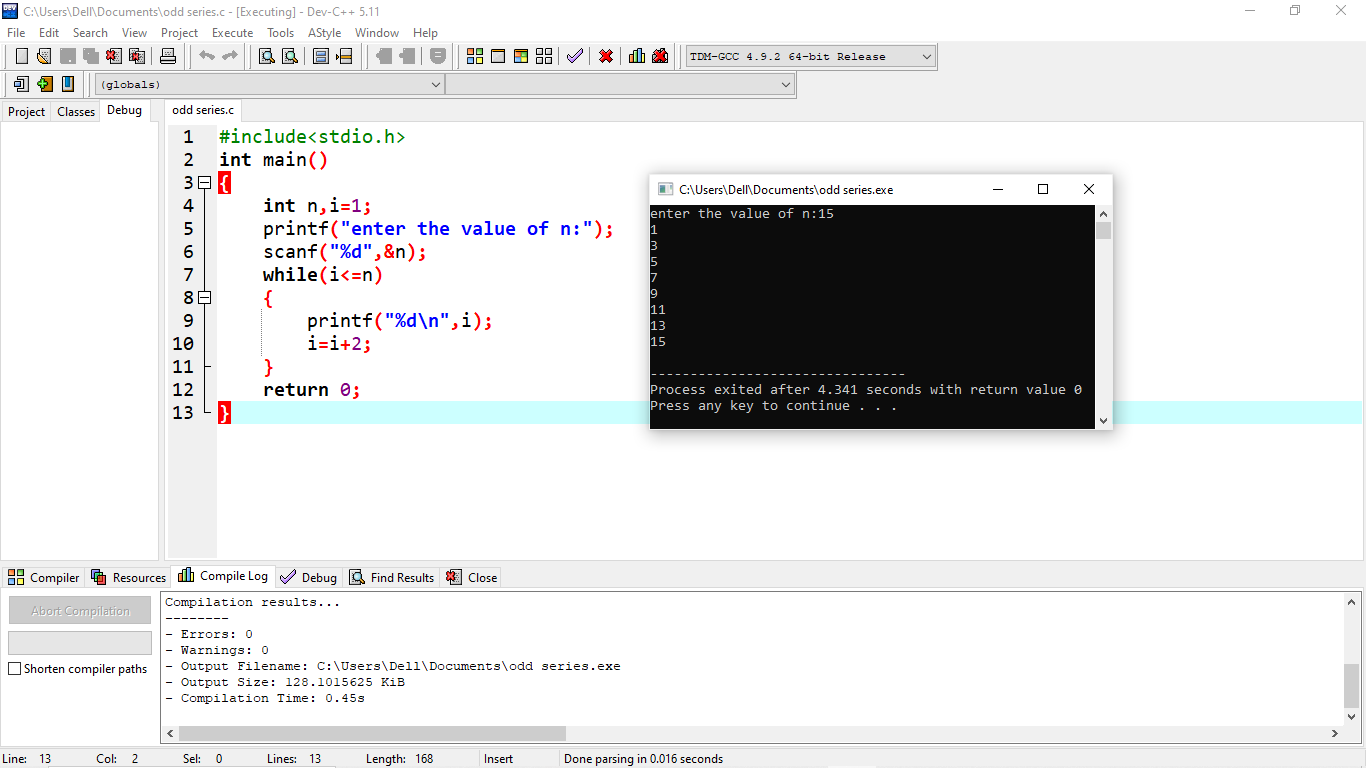 C:\Users\Dell\Documents\odd series.c - [Executing] - Dev-C++ 5.11
File Edit Search View Project Execute Tools AStyle Window Help
TDM-GCC 4.9.2 64-bit Release
(globals)
Project Classes Debug
odd series.c
1 #include<stdio.h>
2 int main()
3 {
4 int n,i=1;
5 printf("enter the value of n:");
6 scanf("%d",&n);
7 while(i<=n)
8 {
9 printf("%d\n",i);
10 i=i+2;
11 }
12 return 0;
13 }
C:\Users\Dell\Documents\odd series.exe
enter the value of n:15
1
3
5
7
9
11
13
15
--------------------------------
Process exited after 4.341 seconds with return value 0
Press any key to continue . . .
Compiler Resources Compile Log Debug Find Results Close
Abort Compilation
Shorten compiler paths
Compilation results...
--------
- Errors: 0
- Warnings: 0
- Output Filename: C:\Users\Dell\Documents\odd series.exe
- Output Size: 128.1015625 KiB
- Compilation Time: 0.45s
Line: 13 Col: 2 Sel: 0 Lines: 13 Length: 168 Insert Done parsing in 0.016 seconds